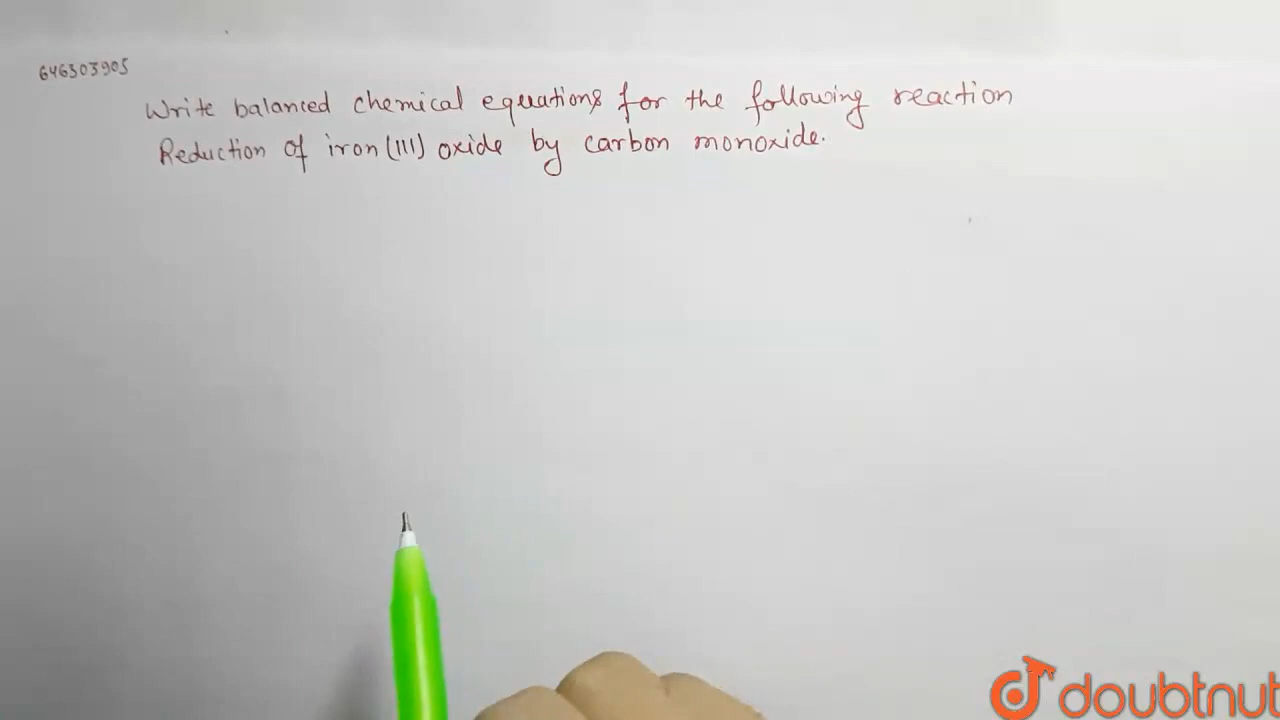 646303905
Write balanced chemical equations for the following reaction
Reduction of iron (III) oxide by carbon monoxide.
doubtnut